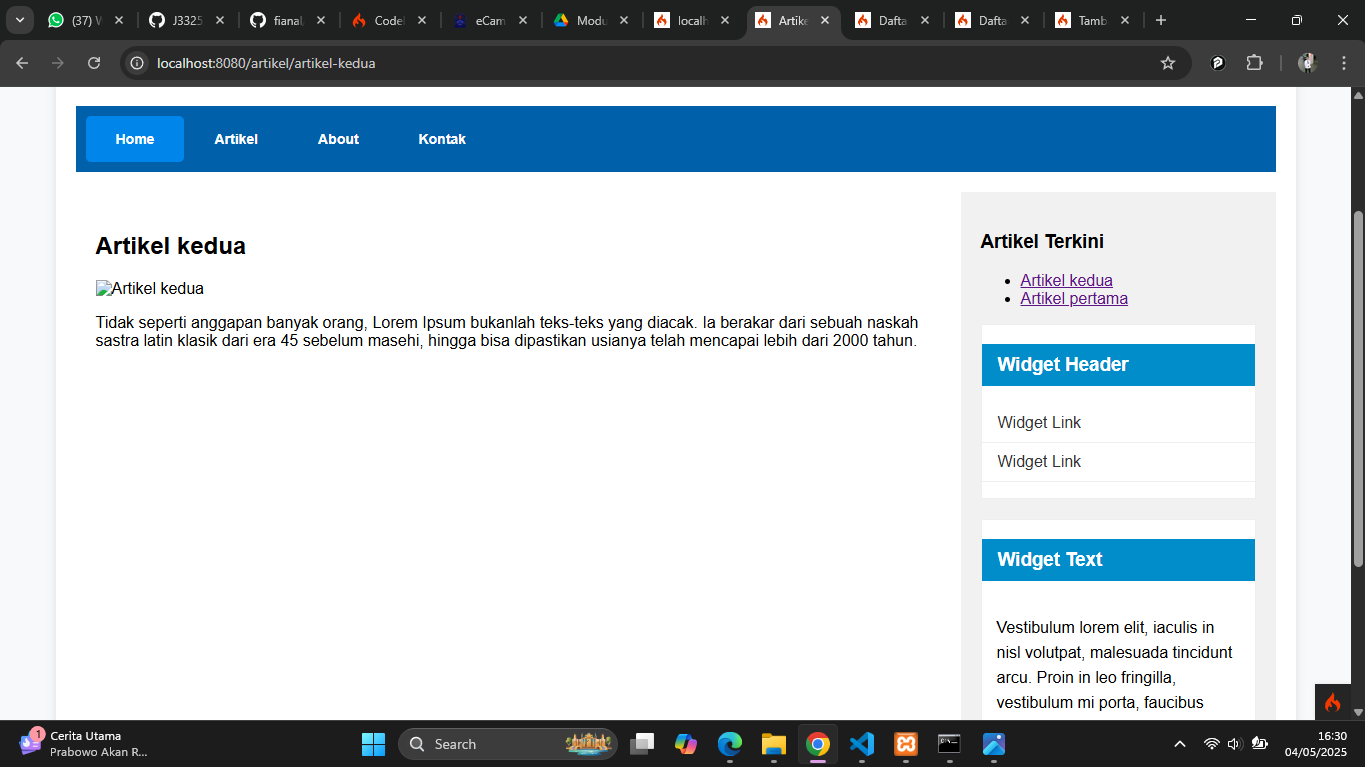 (37) W
J3325
fianal
Codel
eCam
Modu
localh
Artike
Dafta
Dafta
Tamb
localhost:8080/artikel/artikel-kedua
Home
Artikel
About
Kontak
Artikel kedua
Artikel kedua
Tidak seperti anggapan banyak orang, Lorem Ipsum bukanlah teks-teks yang diacak. Ia berakar dari sebuah naskah
sastra latin klasik dari era 45 sebelum masehi, hingga bisa dipastikan usianya telah mencapai lebih dari 2000 tahun.
Artikel Terkini
Artikel kedua
Artikel pertama
Widget Header
Widget Link
Widget Link
Widget Text
Vestibulum lorem elit, iaculis in
nisl volutpat, malesuada tincidunt
arcu. Proin in leo fringilla,
vestibulum mi porta, faucibus
1
Cerita Utama
Prabowo Akan R...
Search
16:30
04/05/2025